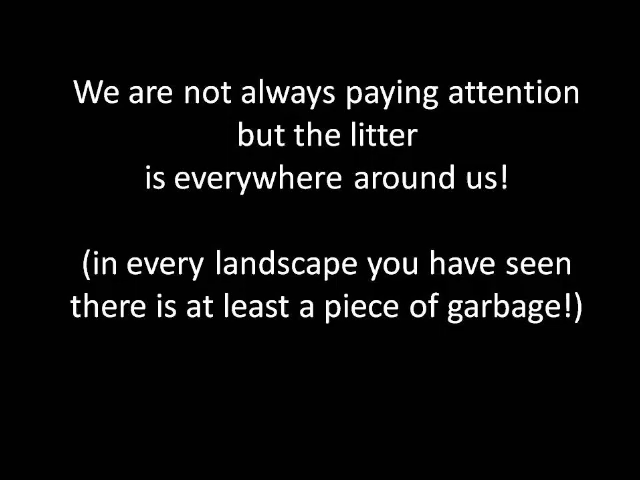 We are not always paying attention
but the litter
is everywhere around us!
(in every landscape you have seen
there is at least a piece of garbage!)